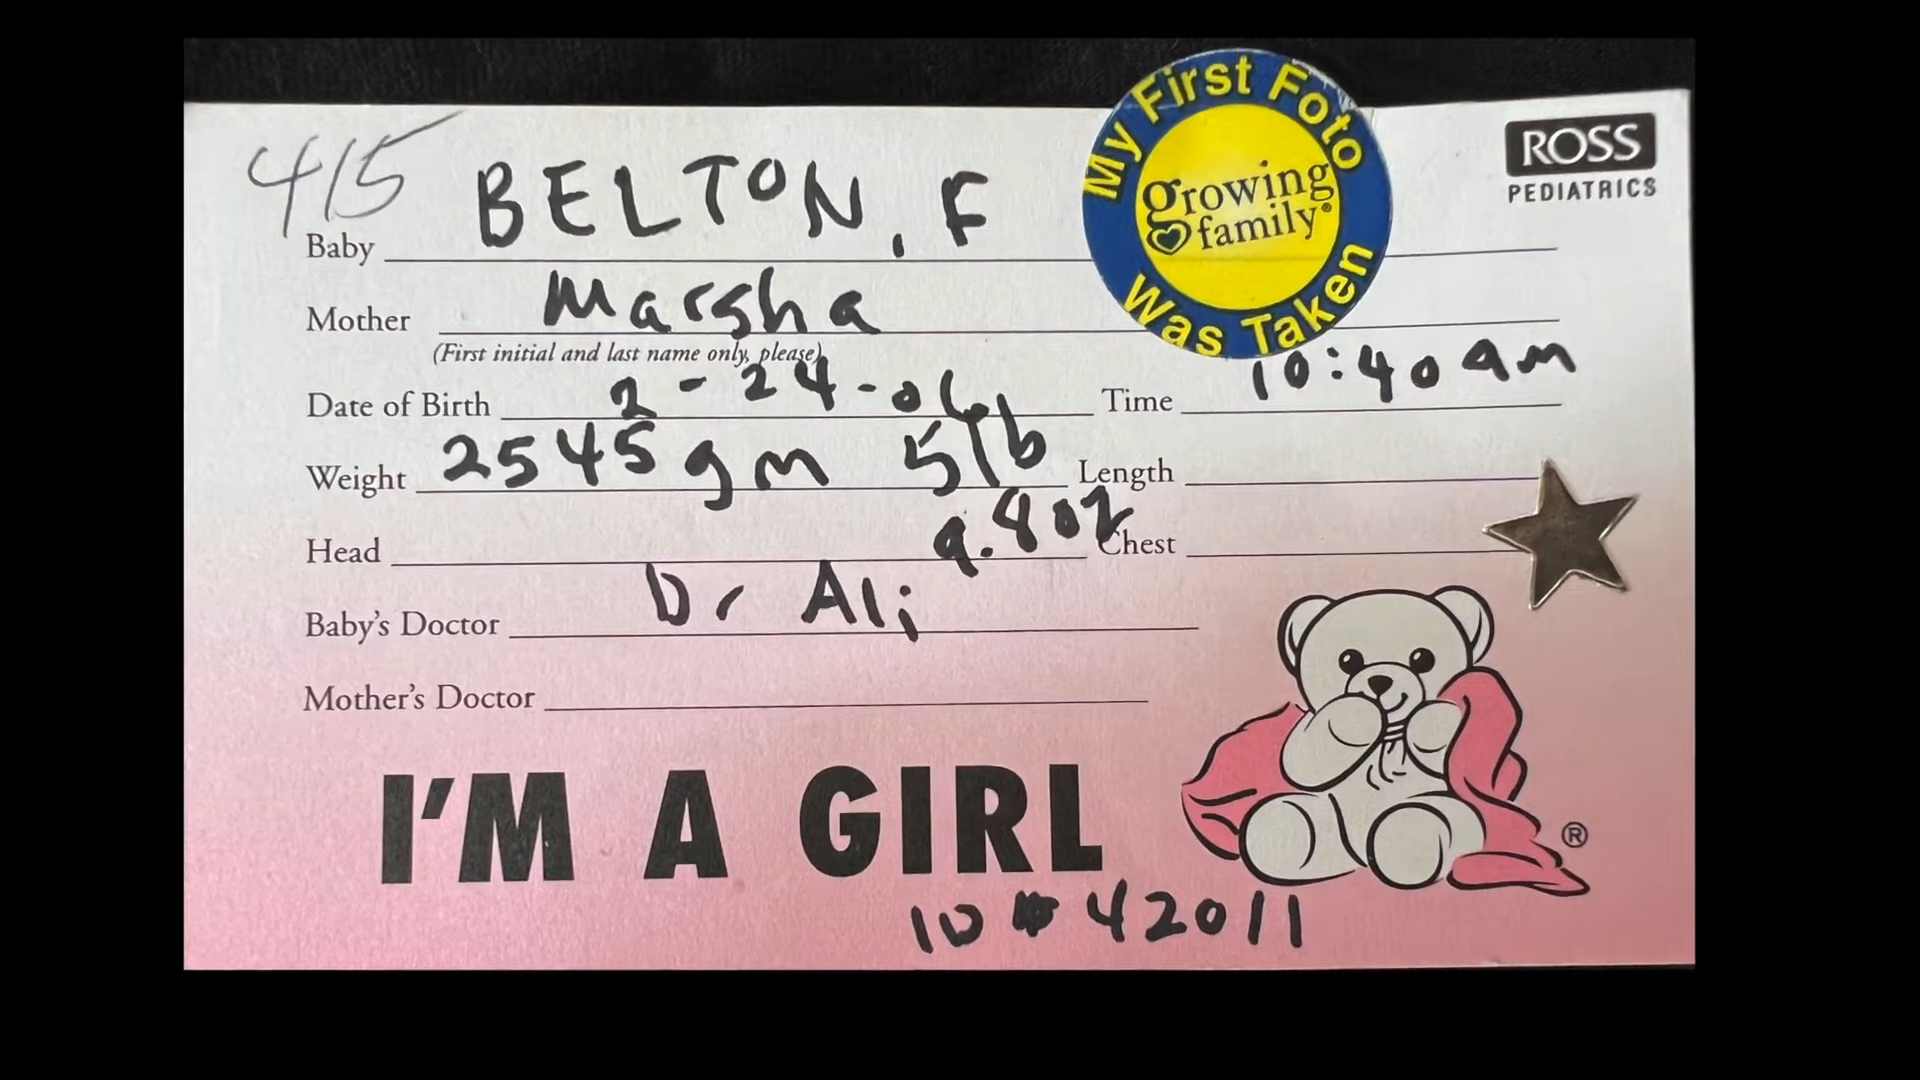 415
Baby BELTON, F
My First Foto Was Taken
growing family®
ROSS
PEDIATRICS
Mother Marsha
(First initial and last name only, please)
Date of Birth 2-24-06 Time 10:40 am
Weight 2545 gm 5lb Length
9.8oz
Head Chest
Baby's Doctor Dr Ali
Mother's Doctor
I'M A GIRL
®
ID # 42011